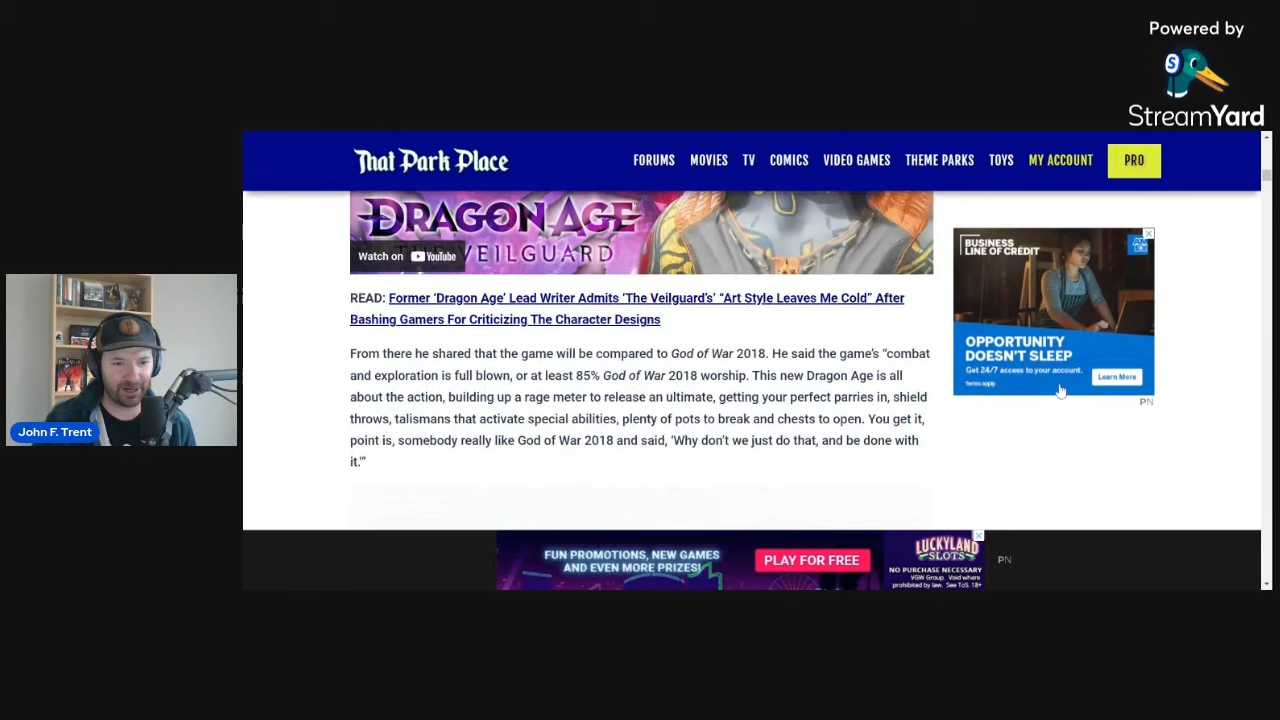 Powered by
StreamYard
That Park Place
FORUMS MOVIES TV COMICS VIDEO GAMES THEME PARKS TOYS MY ACCOUNT PRO
DRAGON AGE
THE VEILGUARD
Watch on YouTube
READ: Former ‘Dragon Age’ Lead Writer Admits ‘The Veilguard’s’ “Art Style Leaves Me Cold” After
Bashing Gamers For Criticizing The Character Designs
From there he shared that the game will be compared to God of War 2018. He said the game’s “combat
and exploration is full blown, or at least 85% God of War 2018 worship. This new Dragon Age is all
about the action, building up a rage meter to release an ultimate, getting your perfect parries in, shield
throws, talismans that activate special abilities, plenty of pots to break and chests to open. You get it,
point is, somebody really like God of War 2018 and said, ‘Why don’t we just do that, and be done with
it.’”
BUSINESS
LINE OF CREDIT
AM
EX
OPPORTUNITY
DOESN'T SLEEP
Get 24/7 access to your account.
Terms apply.
Learn More
PN
John F. Trent
FUN PROMOTIONS, NEW GAMES
AND EVEN MORE PRIZES!
PLAY FOR FREE
LUCKYLAND
SLOTS
NO PURCHASE NECESSARY
VGW Group. Void where
prohibited by law. See ToS. 18+
PN